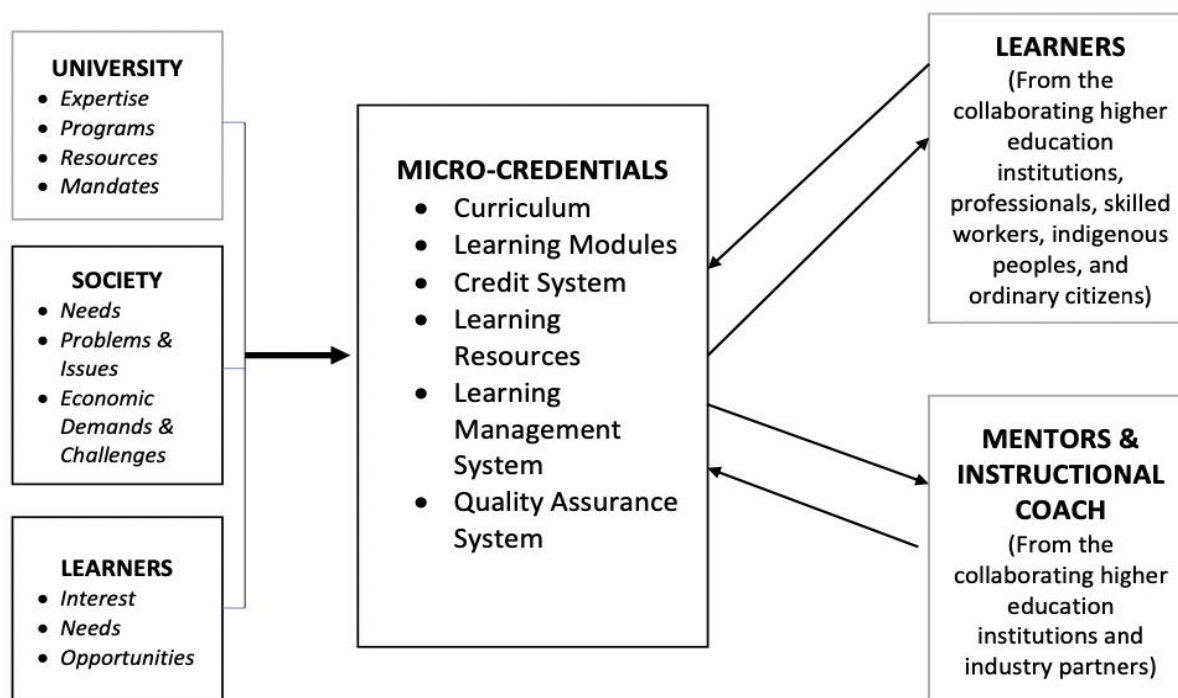 UNIVERSITY
• Expertise
• Programs
• Resources
• Mandates
SOCIETY
• Needs
• Problems &
Issues
• Economic
Demands &
Challenges
LEARNERS
• Interest
• Needs
• Opportunities
MICRO-CREDENTIALS
• Curriculum
• Learning Modules
• Credit System
• Learning
Resources
• Learning
Management
System
• Quality Assurance
System
LEARNERS
(From the
collaborating higher
education
institutions,
professionals, skilled
workers, indigenous
peoples, and
ordinary citizens)
MENTORS &
INSTRUCTIONAL
COACH
(From the
collaborating higher
education
institutions and
industry partners)